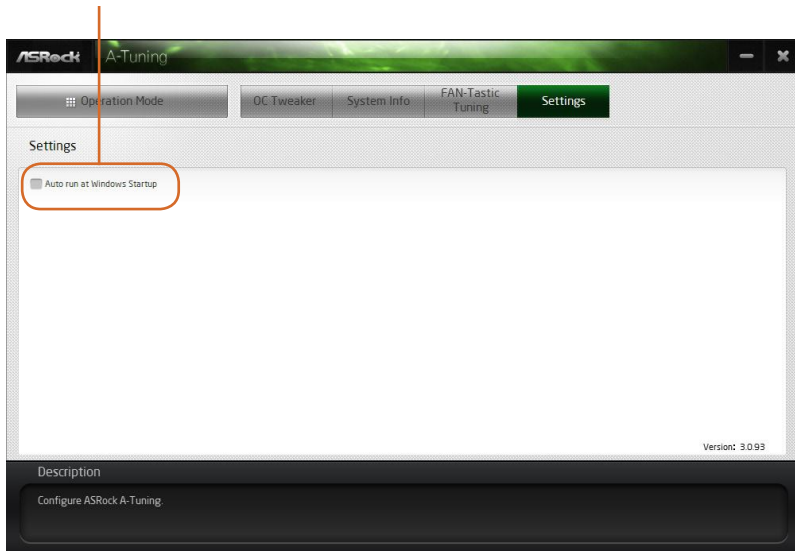 ASRock A-Tuning
Operation Mode OC Tweaker System Info FAN-Tastic Tuning Settings
Settings
Auto run at Windows Startup
Version: 3.0.93
Description
Configure ASRock A-Tuning.